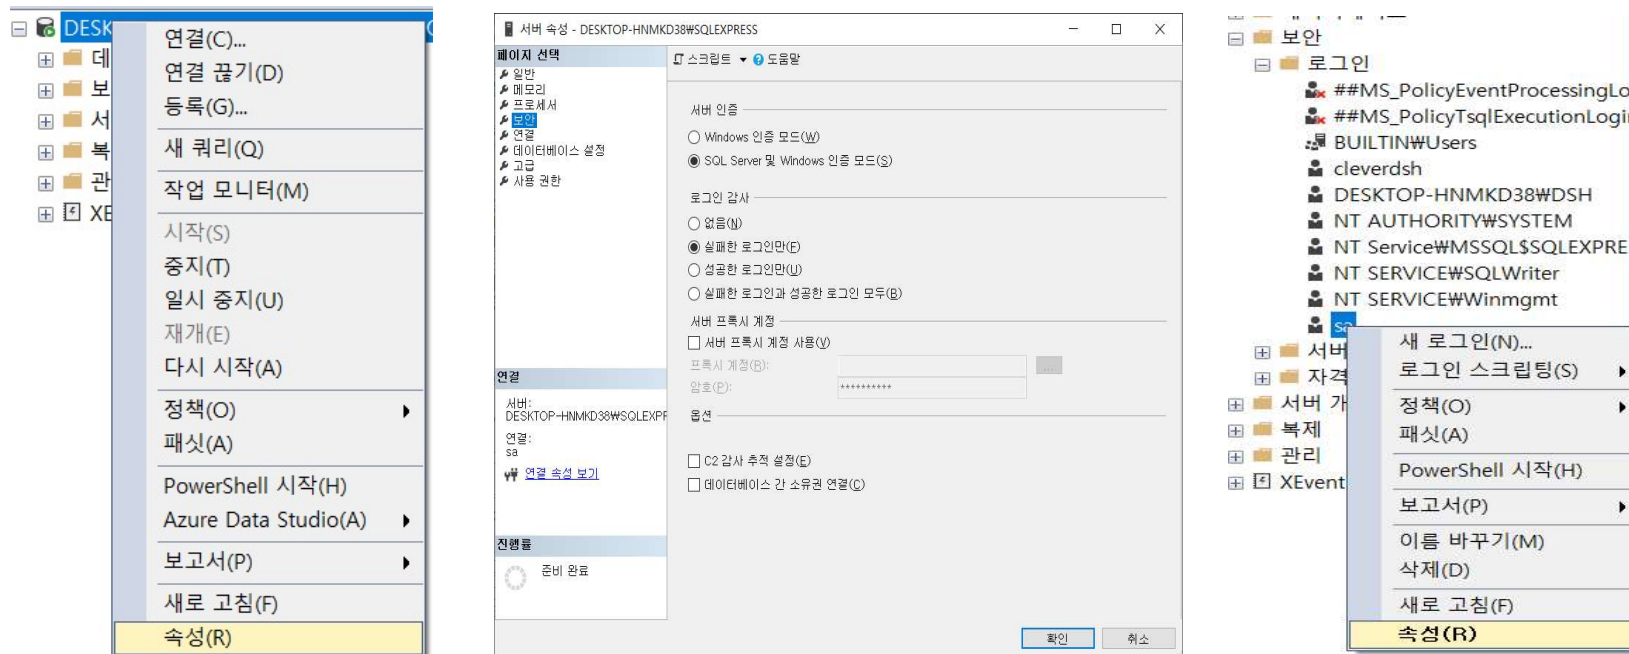 DESK
데
보
서
복
관
XE
연결(C)...
연결 끊기(D)
등록(G)...
새 쿼리(Q)
작업 모니터(M)
시작(S)
중지(T)
일시 중지(U)
재개(E)
다시 시작(A)
정책(O)
패싯(A)
PowerShell 시작(H)
Azure Data Studio(A)
보고서(P)
새로 고침(F)
속성(R)
서버 속성 - DESKTOP-HNMKD38₩SQLEXPRESS
페이지 선택
일반
메모리
프로세서
보안
연결
데이터베이스 설정
고급
사용 권한
연결
서버:
DESKTOP-HNMKD38₩SQLEXPF
연결:
sa
연결 속성 보기
진행률
준비 완료
스크립트 도움말
서버 인증
Windows 인증 모드(W)
SQL Server 및 Windows 인증 모드(S)
로그인 감사
없음(N)
실패한 로그인만(F)
성공한 로그인만(U)
실패한 로그인과 성공한 로그인 모두(B)
서버 프록시 계정
서버 프록시 계정 사용(V)
프록시 계정(R):
암호(P): **********
옵션
C2 감사 추적 설정(E)
데이터베이스 간 소유권 연결(C)
확인 취소
보안
로그인
##MS_PolicyEventProcessingLo
##MS_PolicyTsqlExecutionLogin
BUILTIN₩Users
cleverdsh
DESKTOP-HNMKD38₩DSH
NT AUTHORITY₩SYSTEM
NT Service₩MSSQL$SQLEXPRE
NT SERVICE₩SQLWriter
NT SERVICE₩Winmgmt
sa
서버
자격
서버 개
복제
관리
XEvent
새 로그인(N)...
로그인 스크립팅(S)
정책(O)
패싯(A)
PowerShell 시작(H)
보고서(P)
이름 바꾸기(M)
삭제(D)
새로 고침(F)
속성(R)